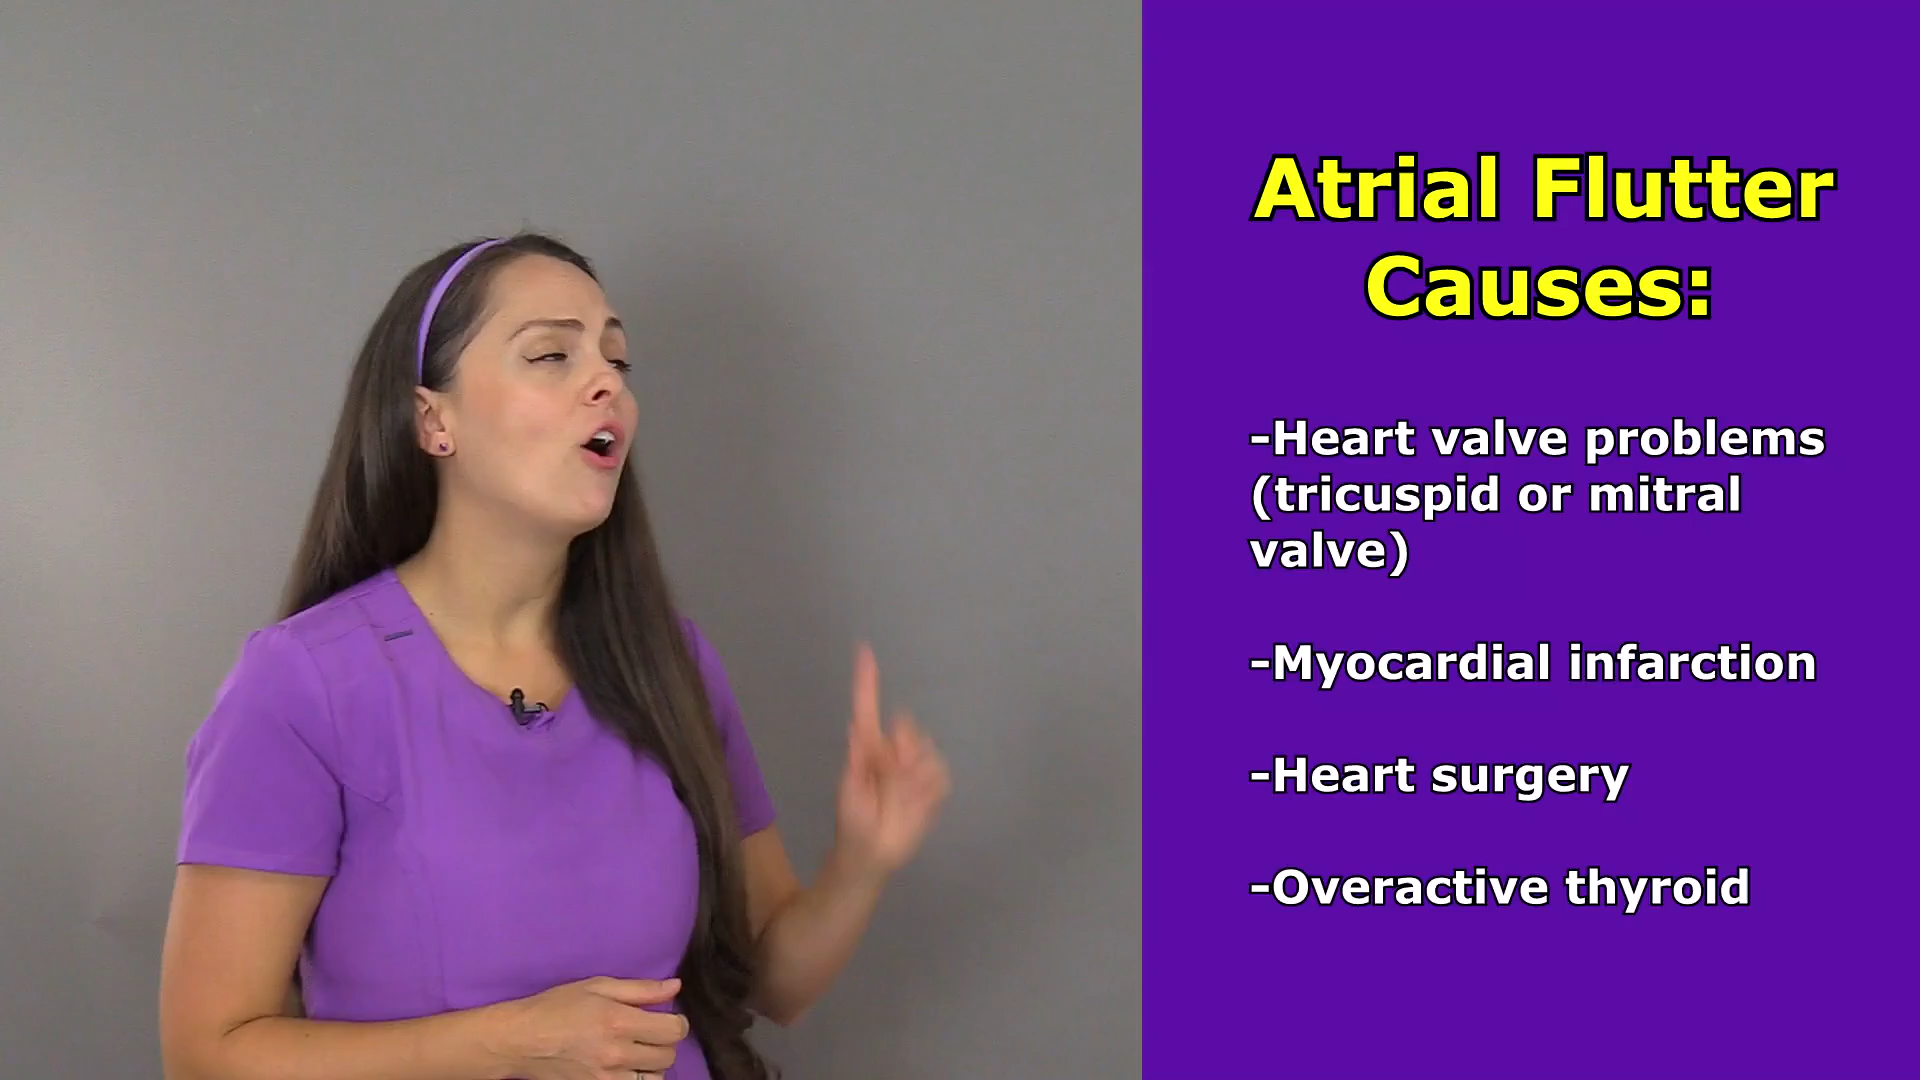 Atrial Flutter
Causes:
-Heart valve problems
(tricuspid or mitral
valve)
-Myocardial infarction
-Heart surgery
-Overactive thyroid